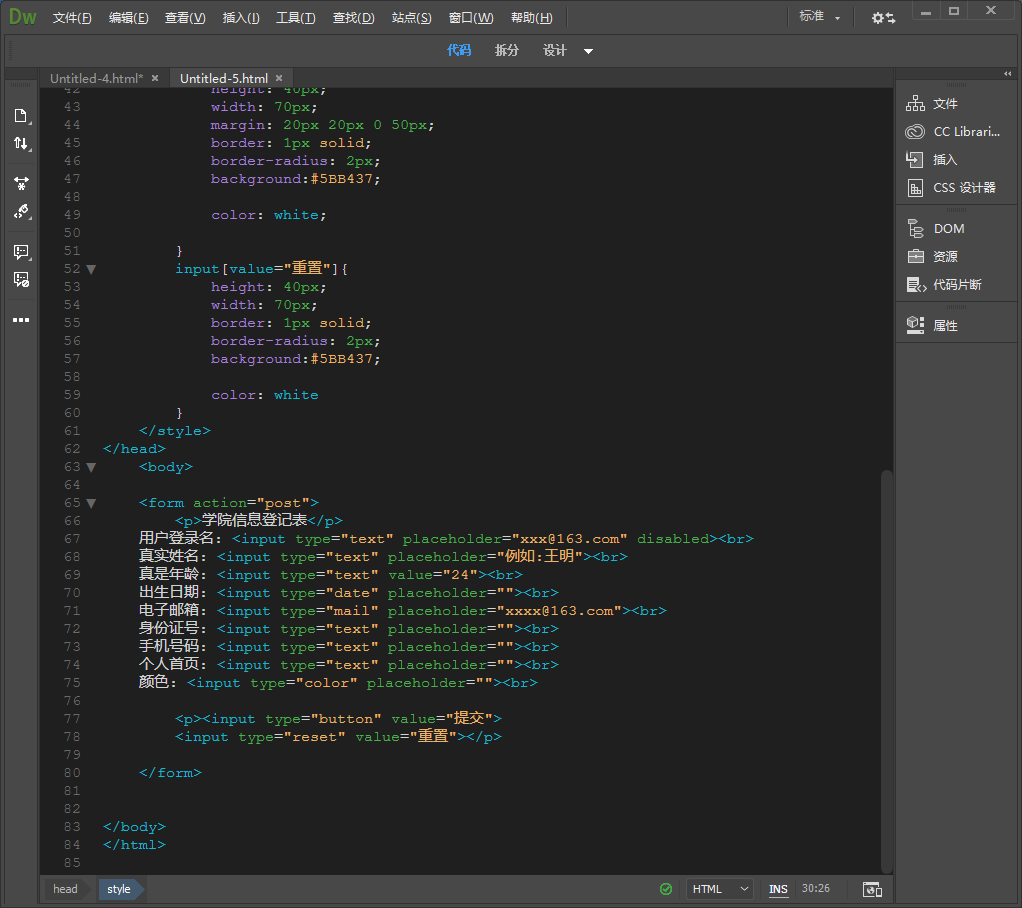 Dw 文件(F) 编辑(E) 查看(V) 插入(I) 工具(T) 查找(D) 站点(S) 窗口(W) 帮助(H) 标准
代码 拆分 设计
Untitled-4.html* × Untitled-5.html ×
42 height: 40px;
43 width: 70px;
44 margin: 20px 20px 0 50px;
45 border: 1px solid;
46 border-radius: 2px;
47 background:#5BB437;
48
49 color: white;
50
51 }
52 input[value="重置"]{
53 height: 40px;
54 width: 70px;
55 border: 1px solid;
56 border-radius: 2px;
57 background:#5BB437;
58
59 color: white
60 }
61 </style>
62 </head>
63 <body>
64
65 <form action="post">
66 <p>学院信息登记表</p>
67 用户登录名：<input type="text" placeholder="xxx@163.com" disabled><br>
68 真实姓名：<input type="text" placeholder="例如:王明"><br>
69 真是年龄：<input type="text" value="24"><br>
70 出生日期：<input type="date" placeholder=""><br>
71 电子邮箱：<input type="mail" placeholder="xxxx@163.com"><br>
72 身份证号：<input type="text" placeholder=""><br>
73 手机号码：<input type="text" placeholder=""><br>
74 个人首页：<input type="text" placeholder=""><br>
75 颜色：<input type="color" placeholder=""><br>
76
77 <p><input type="button" value="提交">
78 <input type="reset" value="重置"></p>
79
80 </form>
81
82
83 </body>
84 </html>
85
文件
CC Librari...
插入
CSS 设计器
DOM
资源
代码片断
属性
head style HTML INS 30:26